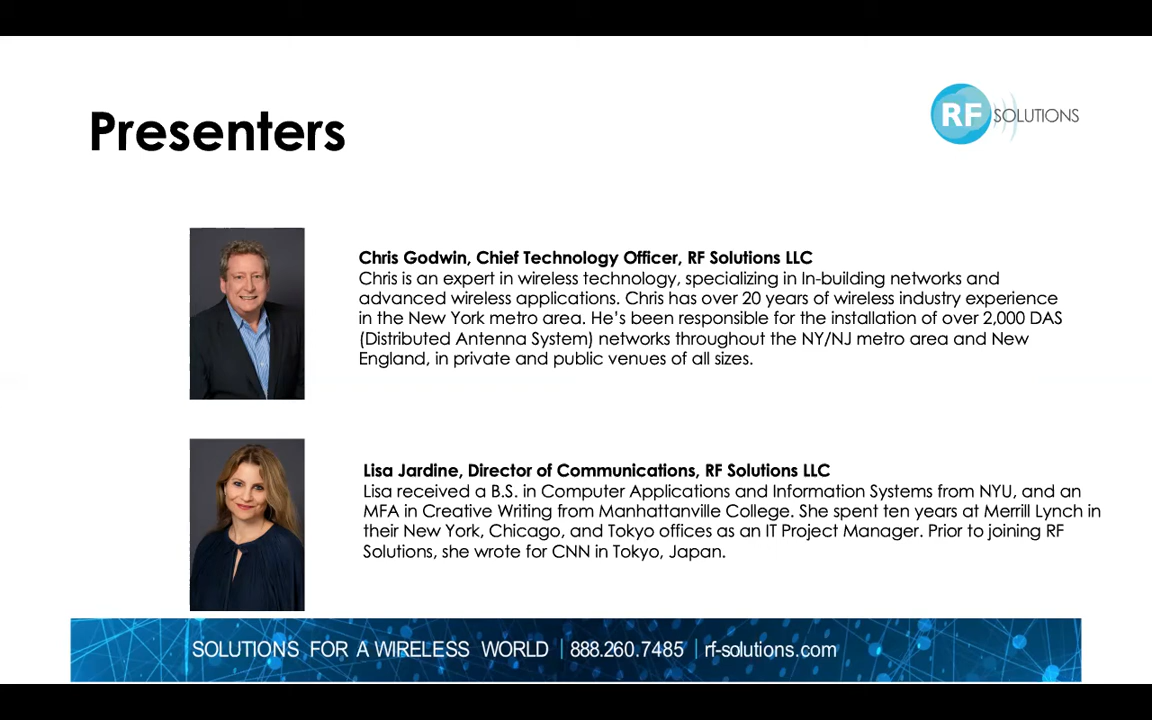 Presenters
RF SOLUTIONS
Chris Godwin, Chief Technology Officer, RF Solutions LLC
Chris is an expert in wireless technology, specializing in In-building networks and
advanced wireless applications. Chris has over 20 years of wireless industry experience
in the New York metro area. He's been responsible for the installation of over 2,000 DAS
(Distributed Antenna System) networks throughout the NY/NJ metro area and New
England, in private and public venues of all sizes.
Lisa Jardine, Director of Communications, RF Solutions LLC
Lisa received a B.S. in Computer Applications and Information Systems from NYU, and an
MFA in Creative Writing from Manhattanville College. She spent ten years at Merrill Lynch in
their New York, Chicago, and Tokyo offices as an IT Project Manager. Prior to joining RF
Solutions, she wrote for CNN in Tokyo, Japan.
SOLUTIONS FOR A WIRELESS WORLD | 888.260.7485 | rf-solutions.com